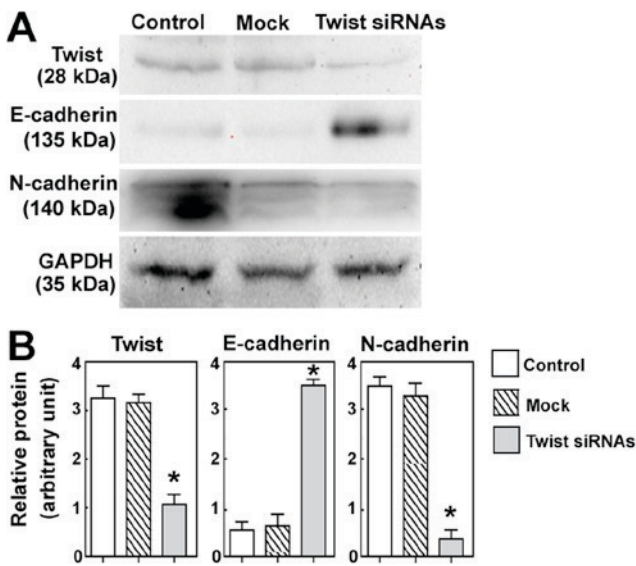 A
Control Mock Twist siRNAs
Twist
(28 kDa)
E-cadherin
(135 kDa)
N-cadherin
(140 kDa)
GAPDH
(35 kDa)
B
Twist E-cadherin N-cadherin
Relative protein
(arbitrary unit)
4 4 4
3 3 3
2 2 2
1 1 1
0 0 0
* * *
Control
Mock
Twist siRNAs